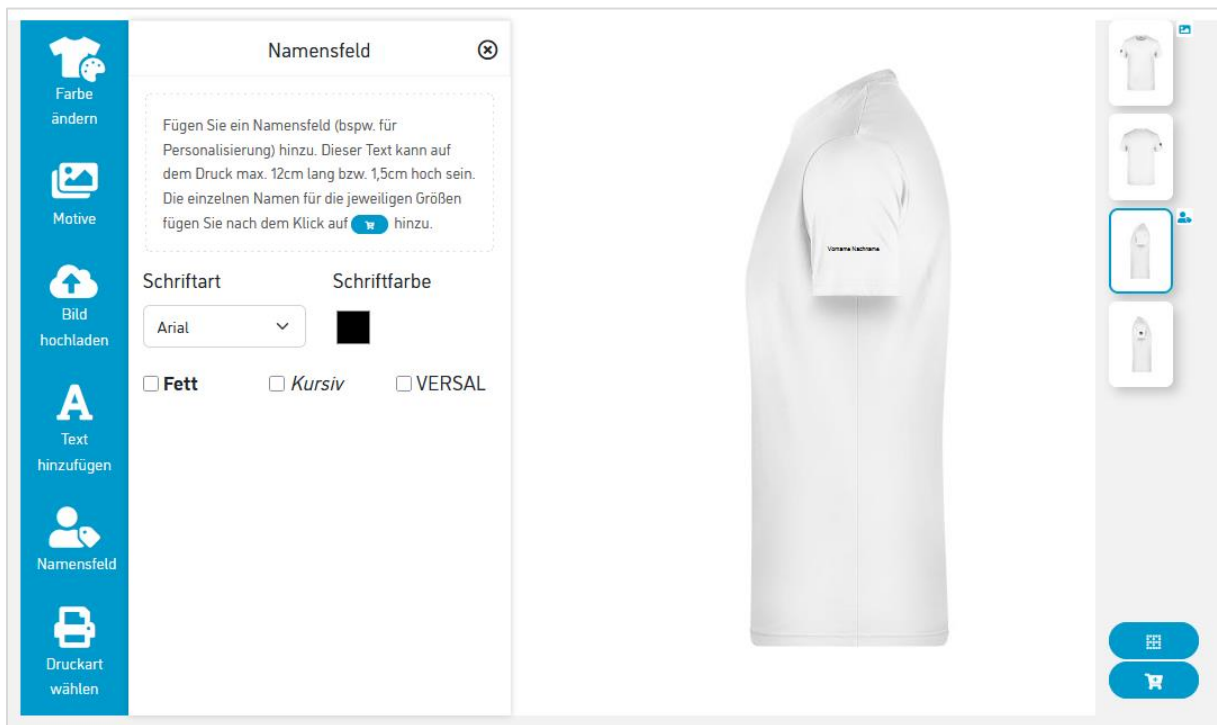 Farbe
ändern
Motive
Bild
hochladen
Text
hinzufügen
Namensfeld
Druckart
wählen
Namensfeld
Fügen Sie ein Namensfeld (bspw. für
Personalisierung) hinzu. Dieser Text kann auf
dem Druck max. 12cm lang bzw. 1,5cm hoch sein.
Die einzelnen Namen für die jeweiligen Größen
fügen Sie nach dem Klick auf hinzu.
Schriftart Schriftfarbe
Arial
Fett Kursiv VERSAL
Vorname Nachname